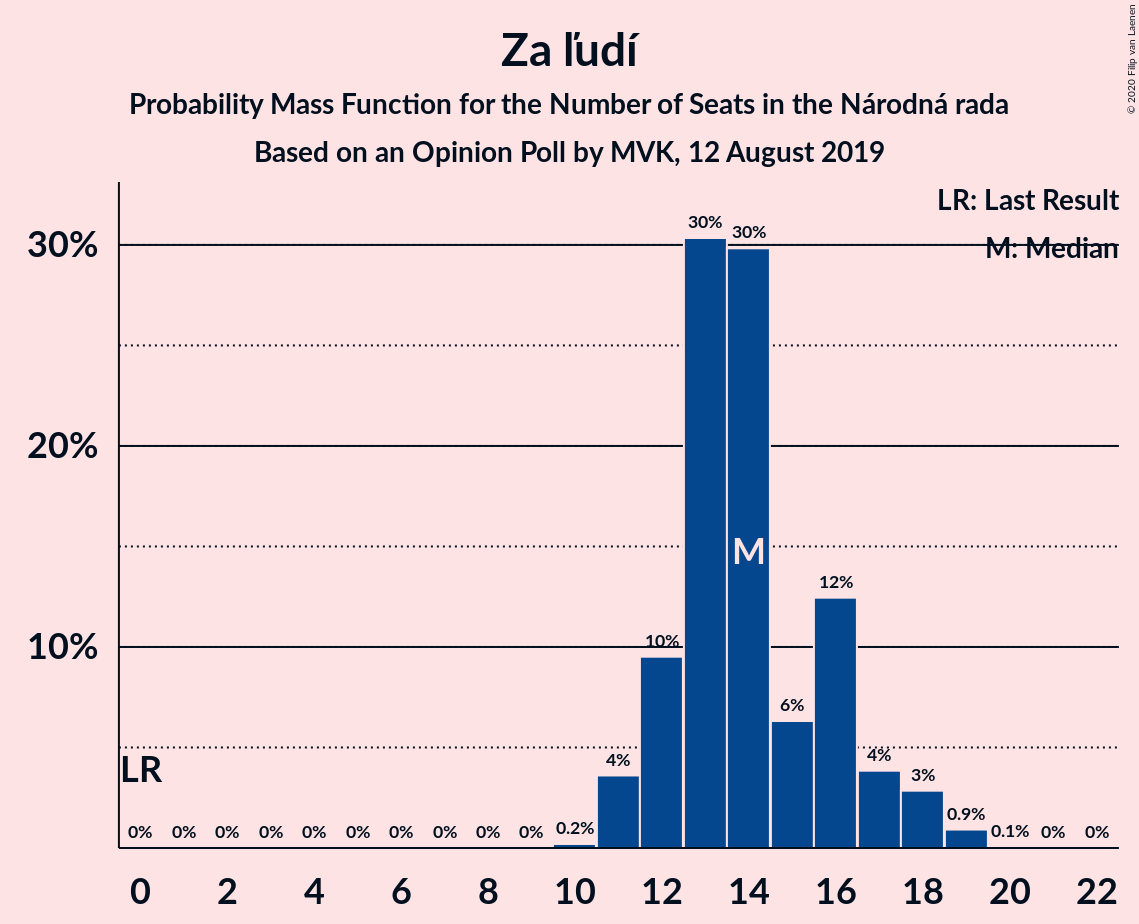 Za ľudí
Probability Mass Function for the Number of Seats in the Národná rada
Based on an Opinion Poll by MVK, 12 August 2019
© 2020 Filip van Laenen
LR: Last Result
M: Median
30%
20%
10%
30%
30%
M
12%
10%
6%
4%
4%
3%
LR
0%
0%
0%
0%
0%
0%
0%
0%
0%
0%
0.2%
0.9%
0.1%
0%
0%
0 2 4 6 8 10 12 14 16 18 20 22